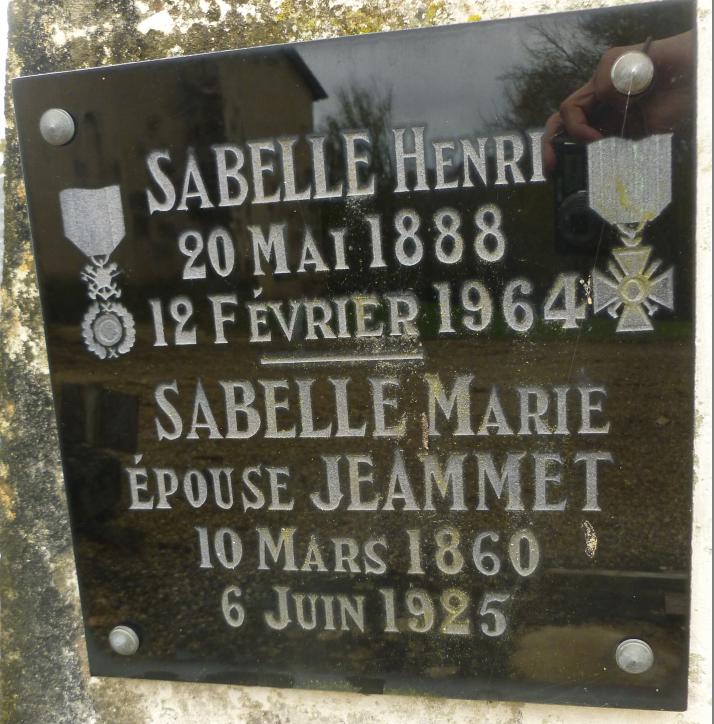 SABELLE HENRI
20 MAI 1888
12 FÉVRIER 1964
SABELLE MARIE
ÉPOUSE JEAMMET
10 MARS 1860
6 JUIN 1925